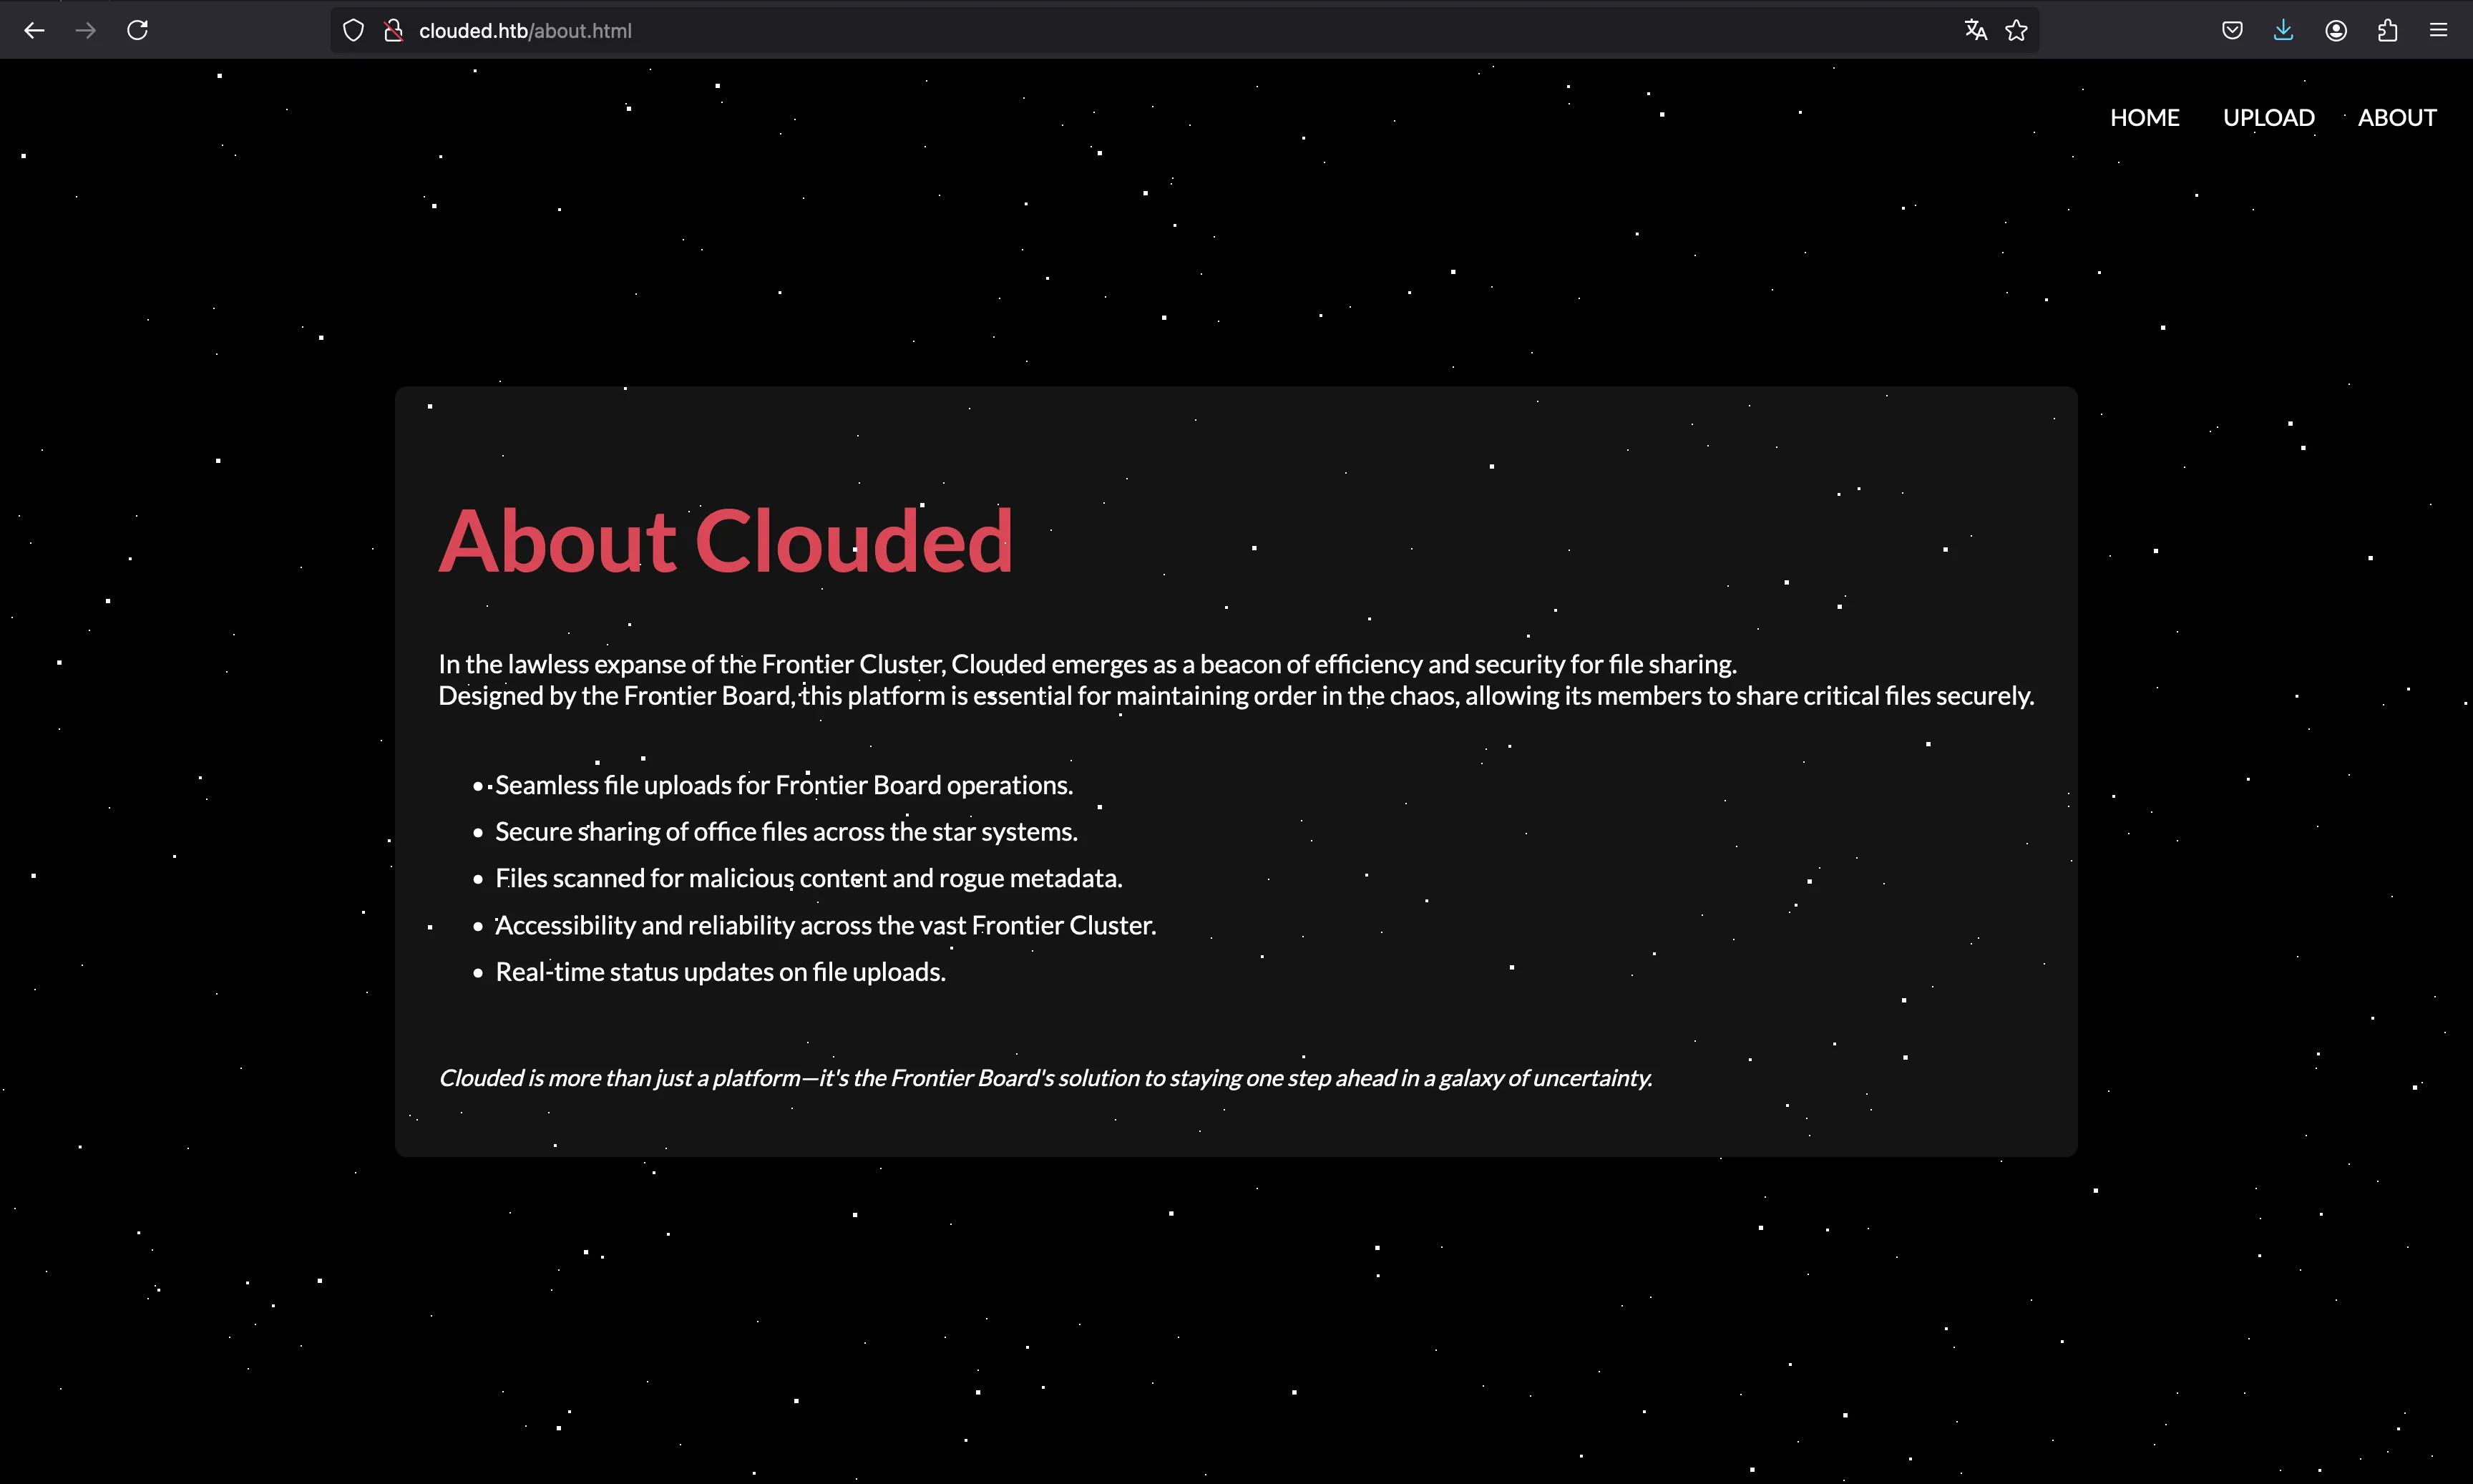 clouded.htb/about.html
HOME UPLOAD ABOUT
About Clouded
In the lawless expanse of the Frontier Cluster, Clouded emerges as a beacon of efficiency and security for file sharing.
Designed by the Frontier Board, this platform is essential for maintaining order in the chaos, allowing its members to share critical files securely.
• Seamless file uploads for Frontier Board operations.
• Secure sharing of office files across the star systems.
• Files scanned for malicious content and rogue metadata.
• Accessibility and reliability across the vast Frontier Cluster.
• Real-time status updates on file uploads.
Clouded is more than just a platform—it's the Frontier Board's solution to staying one step ahead in a galaxy of uncertainty.